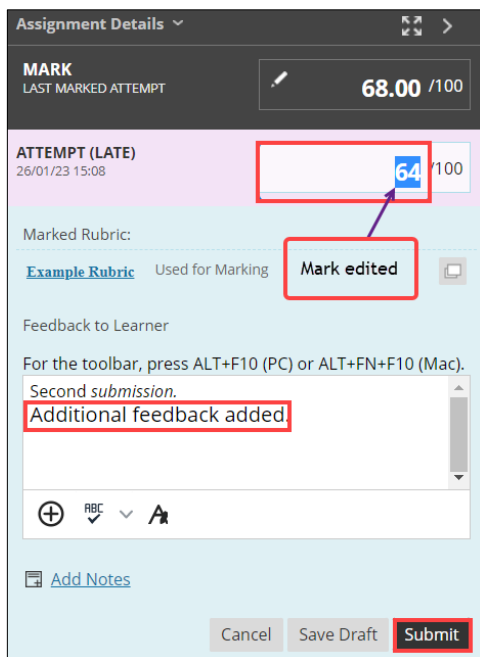 Assignment Details
MARK
LAST MARKED ATTEMPT
68.00 /100
ATTEMPT (LATE)
26/01/23 15:08
64 /100
Marked Rubric:
Example Rubric Used for Marking
Mark edited
Feedback to Learner
For the toolbar, press ALT+F10 (PC) or ALT+FN+F10 (Mac).
Second submission.
Additional feedback added.
ABC
Add Notes
Cancel Save Draft Submit